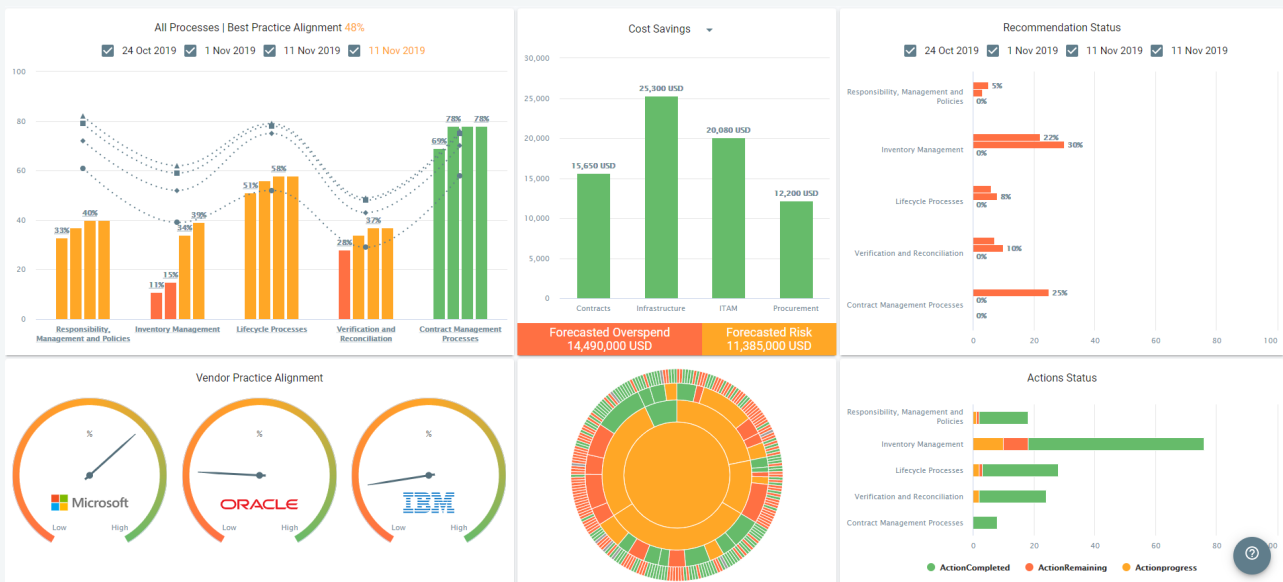 All Processes | Best Practice Alignment 48%
24 Oct 2019 1 Nov 2019 11 Nov 2019 11 Nov 2019
100
80
60
40
20
0
33%
40%
11%
15%
34%
39%
51%
58%
28%
37%
69%
78%
78%
Responsibility,
Management and Policies
Inventory Management
Lifecycle Processes
Verification and
Reconciliation
Contract Management
Processes
Cost Savings
30,000
25,000
20,000
15,000
10,000
5,000
0
15,650 USD
25,300 USD
20,080 USD
12,200 USD
Contracts Infrastructure ITAM Procurement
Forecasted Overspend
14,490,000 USD
Forecasted Risk
11,385,000 USD
Recommendation Status
24 Oct 2019 1 Nov 2019 11 Nov 2019 11 Nov 2019
Responsibility, Management and
Policies
5%
0%
Inventory Management
22%
30%
0%
Lifecycle Processes
8%
0%
Verification and Reconciliation
10%
0%
Contract Management Processes
25%
0%
0%
0 20 40 60 80 100
Vendor Practice Alignment
%
Microsoft
Low High
%
ORACLE
Low High
%
IBM
Low High
Actions Status
Responsibility, Management and
Policies
Inventory Management
Lifecycle Processes
Verification and Reconciliation
Contract Management Processes
0 20 40 60 80 100
ActionCompleted ActionRemaining Actionprogress
?